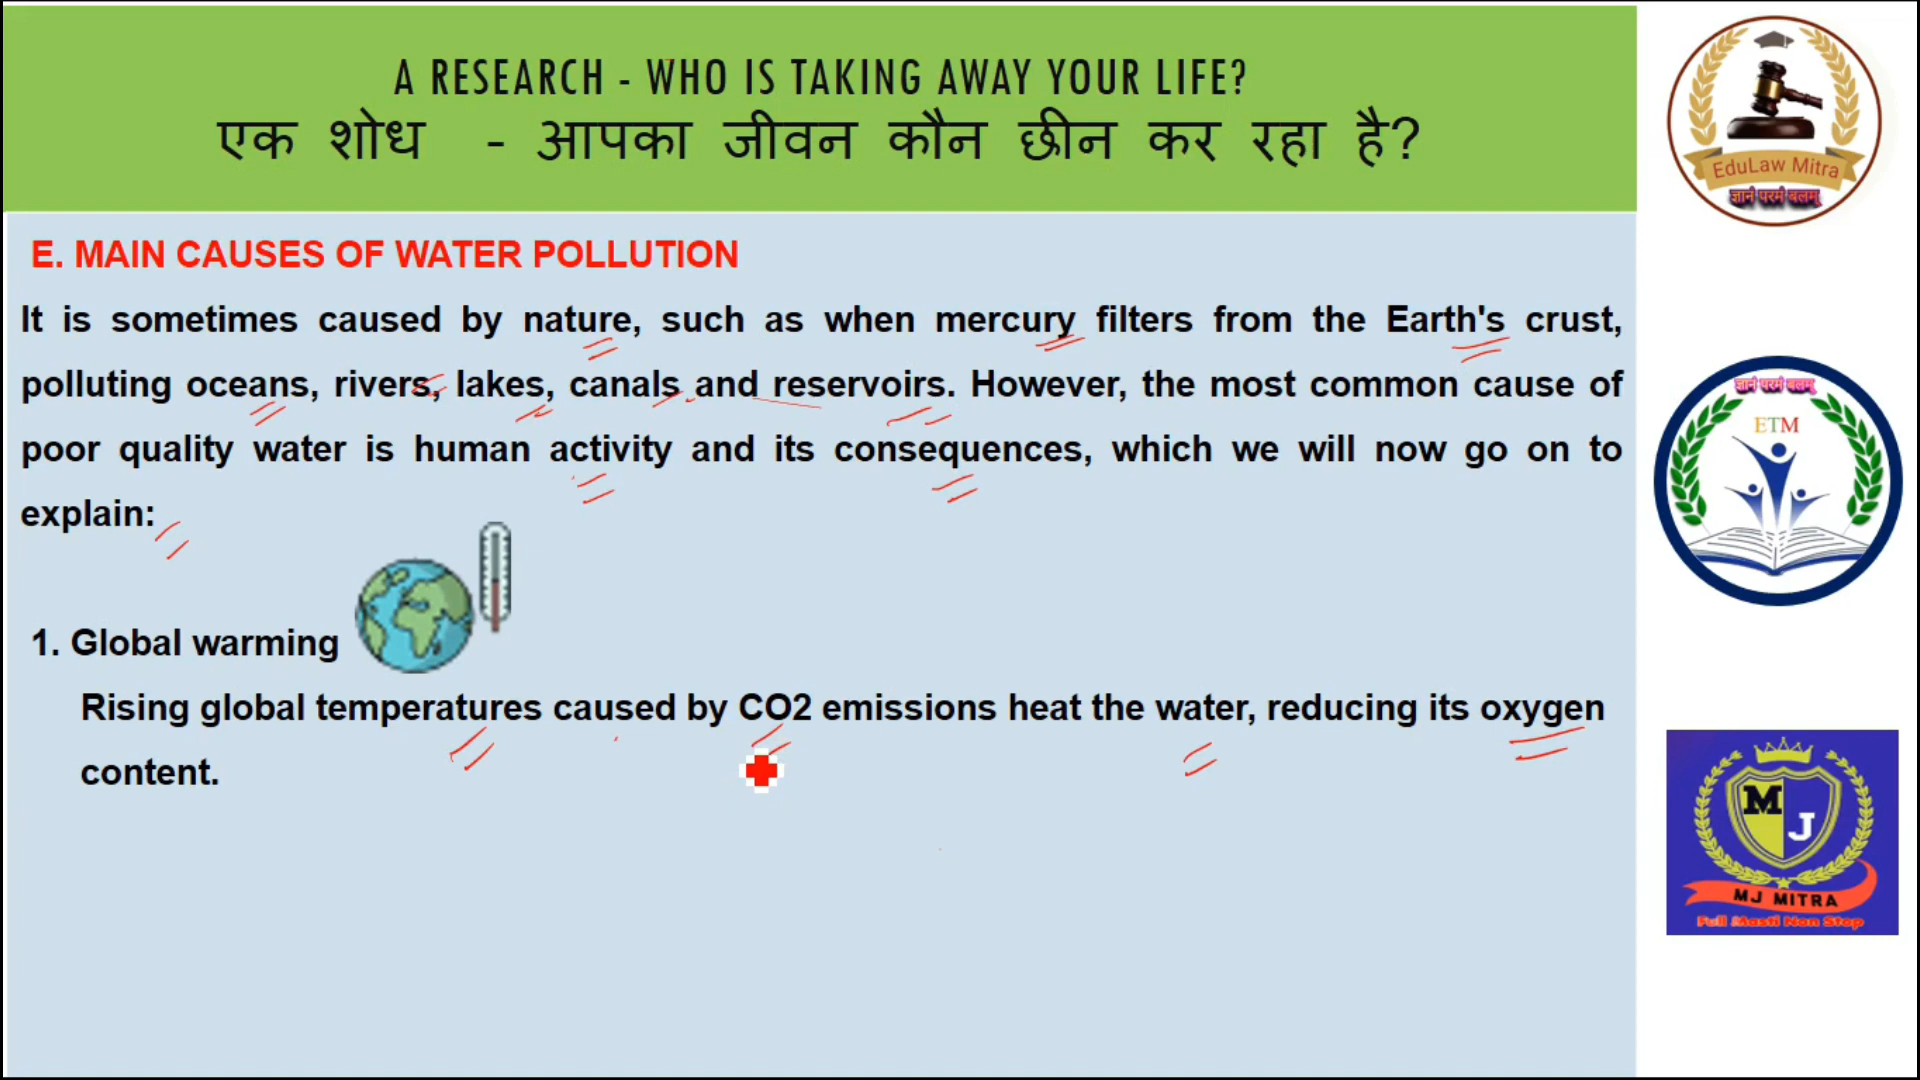 A RESEARCH - WHO IS TAKING AWAY YOUR LIFE?
एक शोध - आपका जीवन कौन छीन कर रहा है?
E. MAIN CAUSES OF WATER POLLUTION
It is sometimes caused by nature, such as when mercury filters from the Earth's crust,
polluting oceans, rivers, lakes, canals and reservoirs. However, the most common cause of
poor quality water is human activity and its consequences, which we will now go on to
explain:
1. Global warming
Rising global temperatures caused by CO2 emissions heat the water, reducing its oxygen
content.
EduLaw Mitra
ज्ञानं परमं बलम्
ज्ञानं परमं बलम्
ETM
M
J
MJ MITRA
Full Masti Non Stop